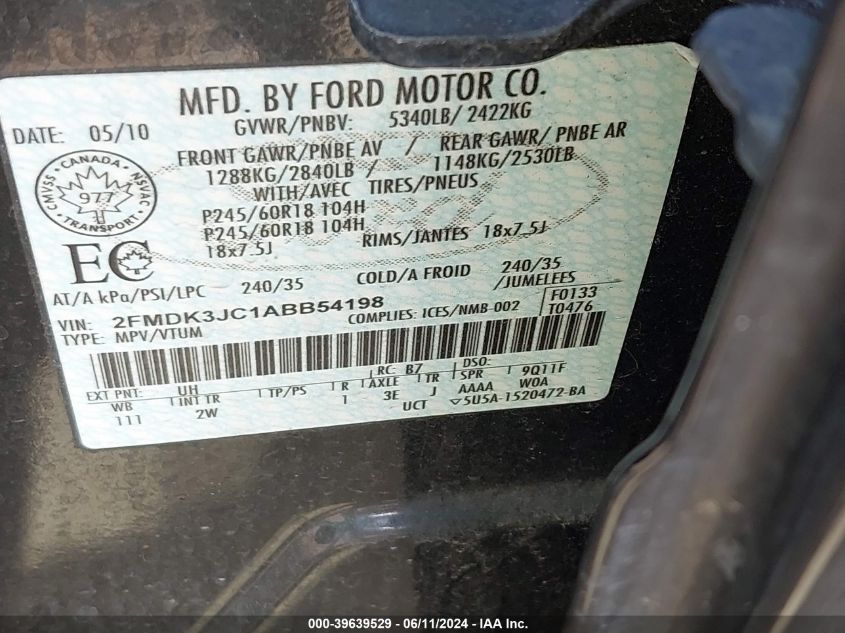 MFD. BY FORD MOTOR CO.
DATE: 05/10
GVWR/PNBV: 5340LB/ 2422KG
FRONT GAWR/PNBE AV / REAR GAWR/ PNBE AR
1288KG/2840LB / 1148KG/2530LB
WITH/AVEC TIRES/PNEUS
P245/60R18 104H
P245/60R18 104H
18x7.5J RIMS/JANTES 18x7.5J
CANADA
CMVSS NSVAC
977
TRANSPORT
EC
AT/A kPa/PSI/LPC 240/35 COLD/A FROID 240/35
/JUMELEES
VIN: 2FMDK3JC1ABB54198
COMPLIES: ICES/NMB-002
F0133
T0476
TYPE: MPV/VTUM
EXT PNT: UH RC: B7 DSO:
WB INT TR TP/PS R AXLE TR SPR 9Q11F
111 2W 1 3E J AAAA W0A
UCT 5U5A-1520472-BA
000-39639529 - 06/11/2024 - IAA Inc.